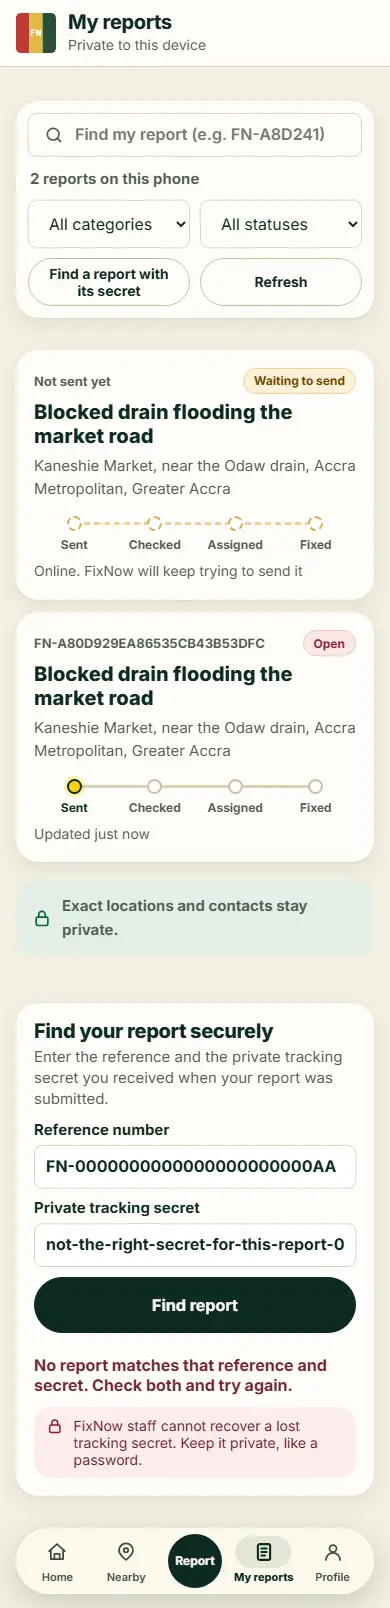 FN
My reports
Private to this device
Find my report (e.g. FN-A8D241)
2 reports on this phone
All categories
All statuses
Find a report with
its secret
Refresh
Not sent yet
Waiting to send
Blocked drain flooding the
market road
Kaneshie Market, near the Odaw drain, Accra
Metropolitan, Greater Accra
Sent
Checked
Assigned
Fixed
Online. FixNow will keep trying to send it
FN-A80D929EA86535CB43B53DFC
Open
Blocked drain flooding the
market road
Kaneshie Market, near the Odaw drain, Accra
Metropolitan, Greater Accra
Sent
Checked
Assigned
Fixed
Updated just now
Exact locations and contacts stay
private.
Find your report securely
Enter the reference and the private tracking
secret you received when your report was
submitted.
Reference number
FN-0000000000000000000000AA
Private tracking secret
not-the-right-secret-for-this-report-0
Find report
No report matches that reference and
secret. Check both and try again.
FixNow staff cannot recover a lost
tracking secret. Keep it private, like a
password.
Home
Nearby
Report
My reports
Profile